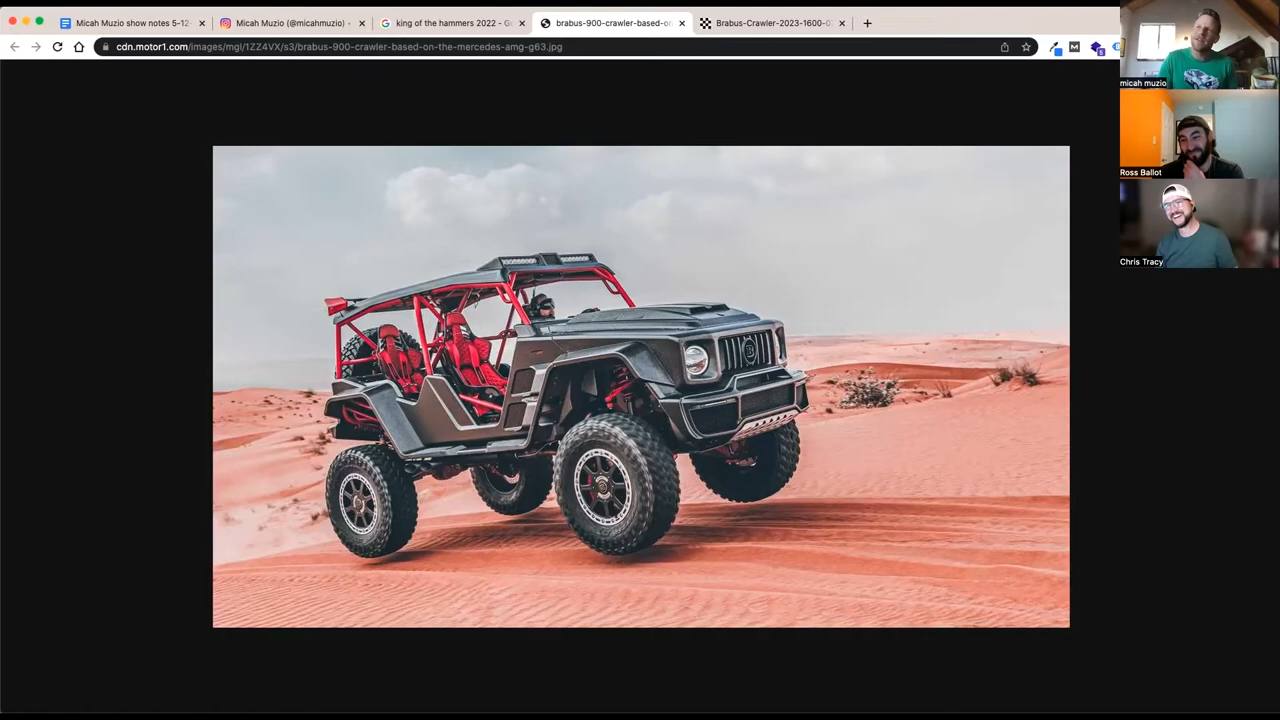 Micah Muzio show notes 5-12-
Micah Muzio (@micahmuzio) •
king of the hammers 2022 - Go
brabus-900-crawler-based-on
Brabus-Crawler-2023-1600-0
cdn.motor1.com/images/mgl/1ZZ4VX/s3/brabus-900-crawler-based-on-the-mercedes-amg-g63.jpg
micah muzio
Ross Ballot
Chris Tracy